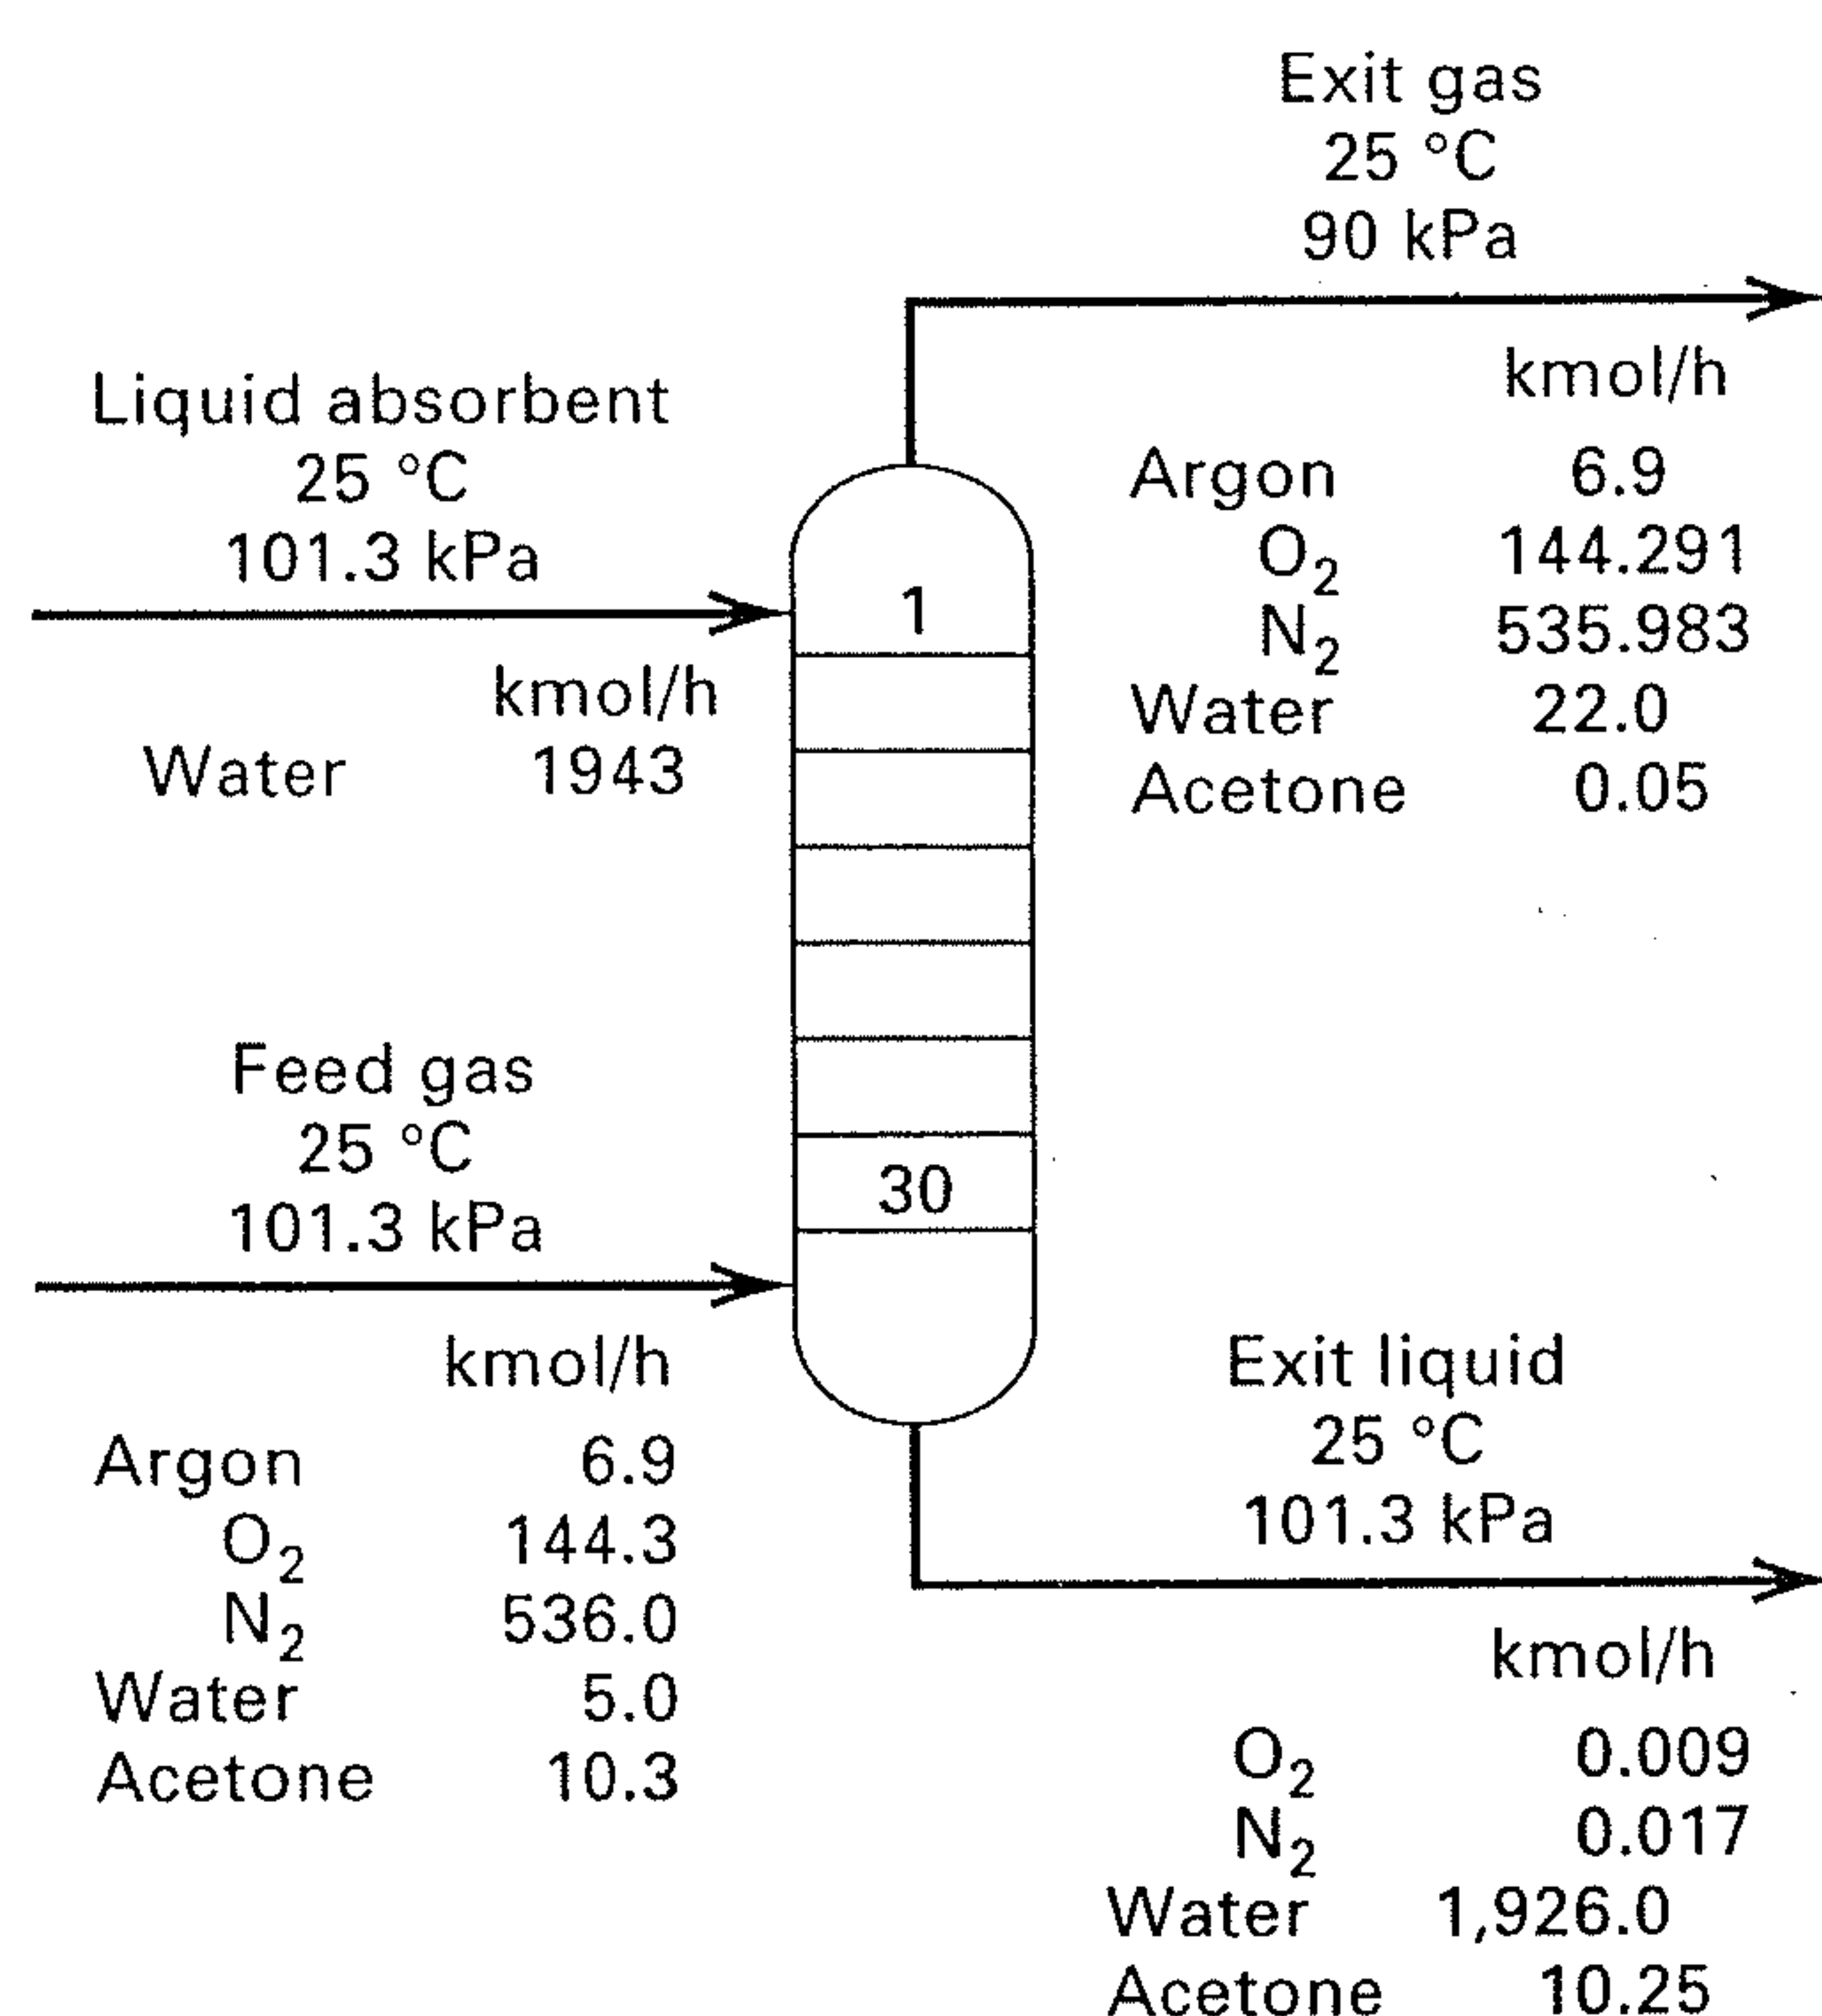 Exit gas
25 °C
90 kPa
kmol/h
Argon 6.9
O2 144.291
N2 535.983
Water 22.0
Acetone 0.05
Liquid absorbent
25 °C
101.3 kPa
kmol/h
Water 1943
1
30
Feed gas
25 °C
101.3 kPa
kmol/h
Argon 6.9
O2 144.3
N2 536.0
Water 5.0
Acetone 10.3
Exit liquid
25 °C
101.3 kPa
kmol/h
O2 0.009
N2 0.017
Water 1,926.0
Acetone 10.25